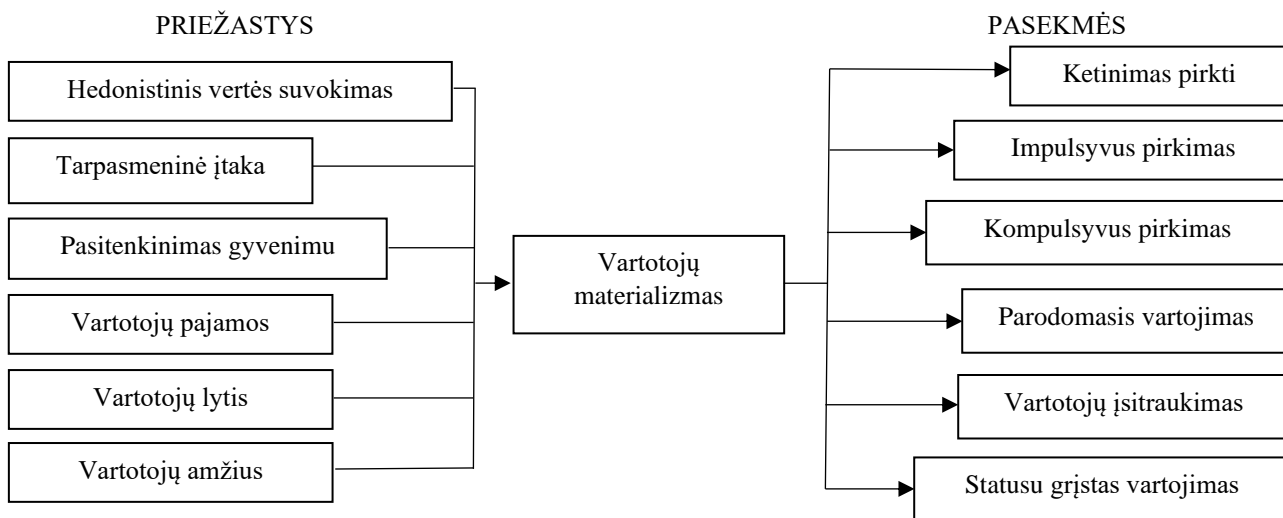 PRIEŽASTYS
Hedonistinis vertės suvokimas
Tarpasmeninė įtaka
Pasitenkinimas gyvenimu
Vartotojų pajamos
Vartotojų lytis
Vartotojų amžius
Vartotojų
materializmas
PASEKMĖS
Ketinimas pirkti
Impulsyvus pirkimas
Kompulsyvus pirkimas
Parodomasis vartojimas
Vartotojų įsitraukimas
Statusu grįstas vartojimas